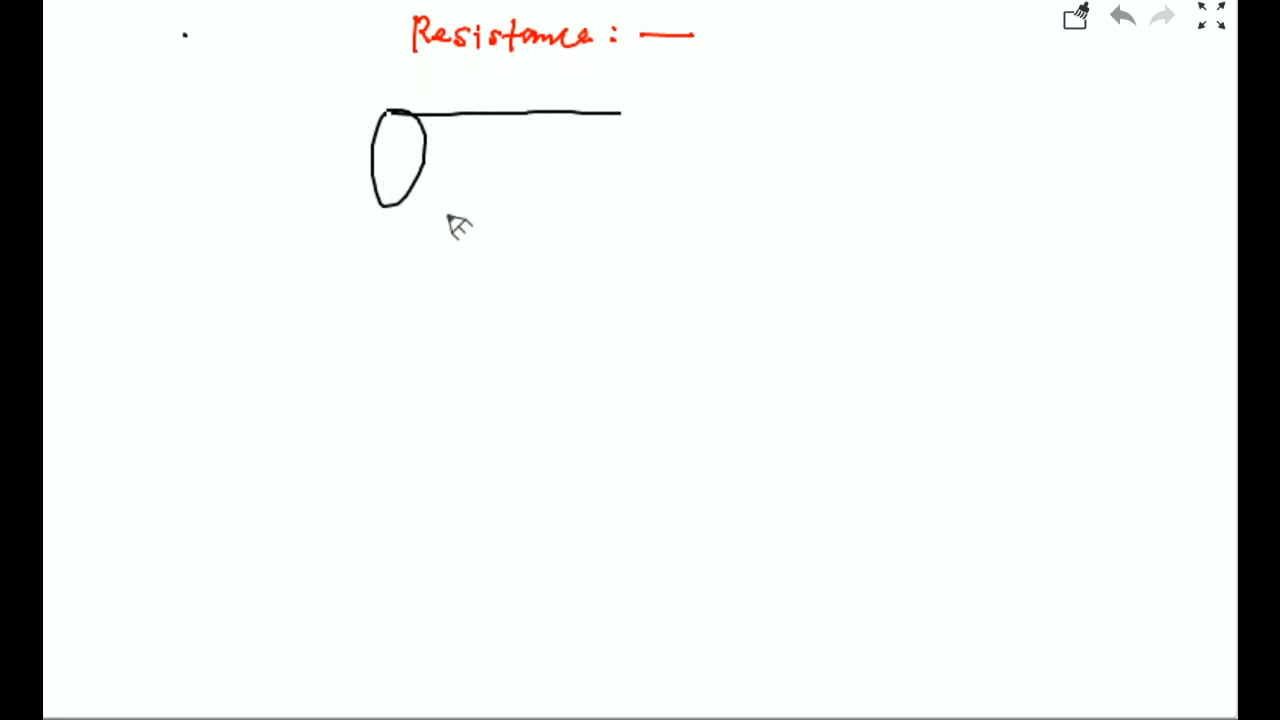 Resistance : —